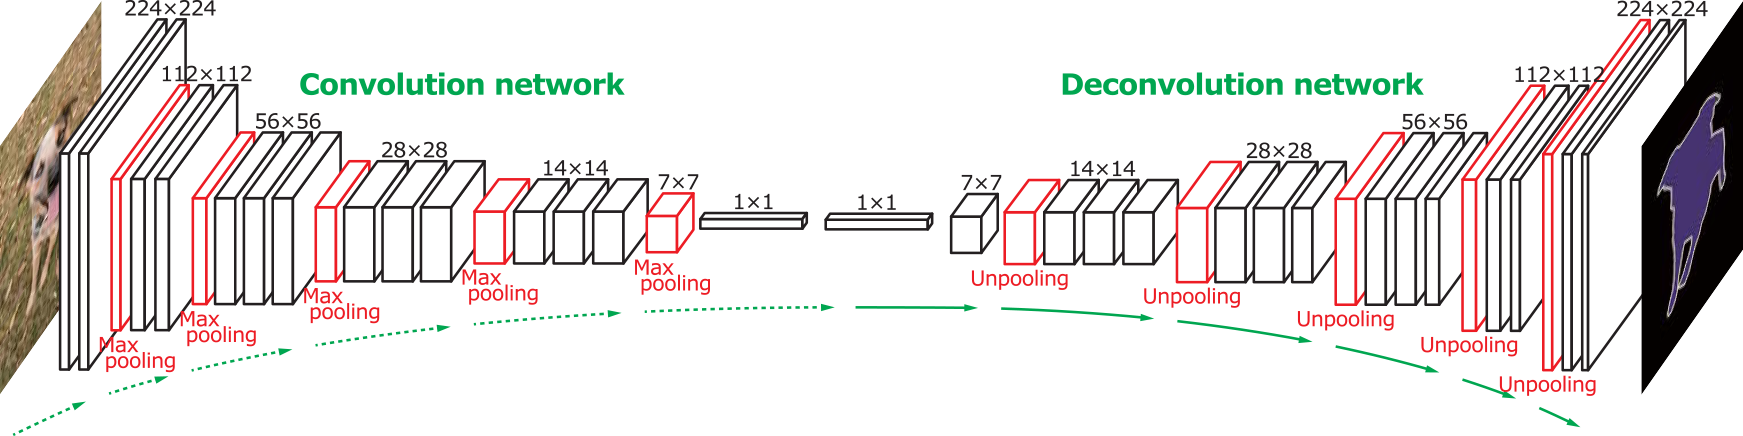 224×224
224×224
112×112
112×112
Convolution network
Deconvolution network
56×56
56×56
28×28
28×28
14×14
14×14
7×7
7×7
1×1
1×1
Max
pooling
Max
pooling
Max
pooling
Max
pooling
Max
pooling
Unpooling
Unpooling
Unpooling
Unpooling
Unpooling